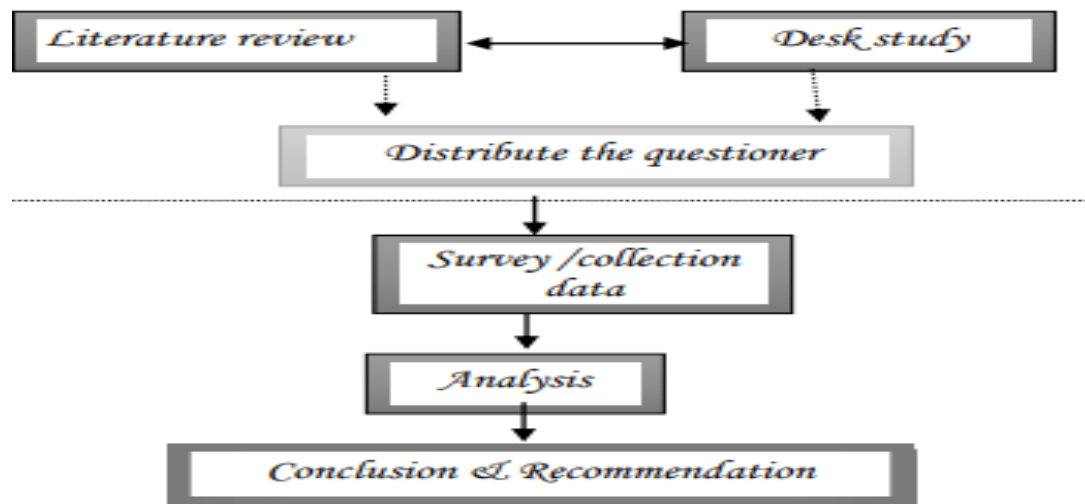 Literature review
Desk study
Distribute the questioner
Survey /collection
data
Analysis
Conclusion & Recommendation